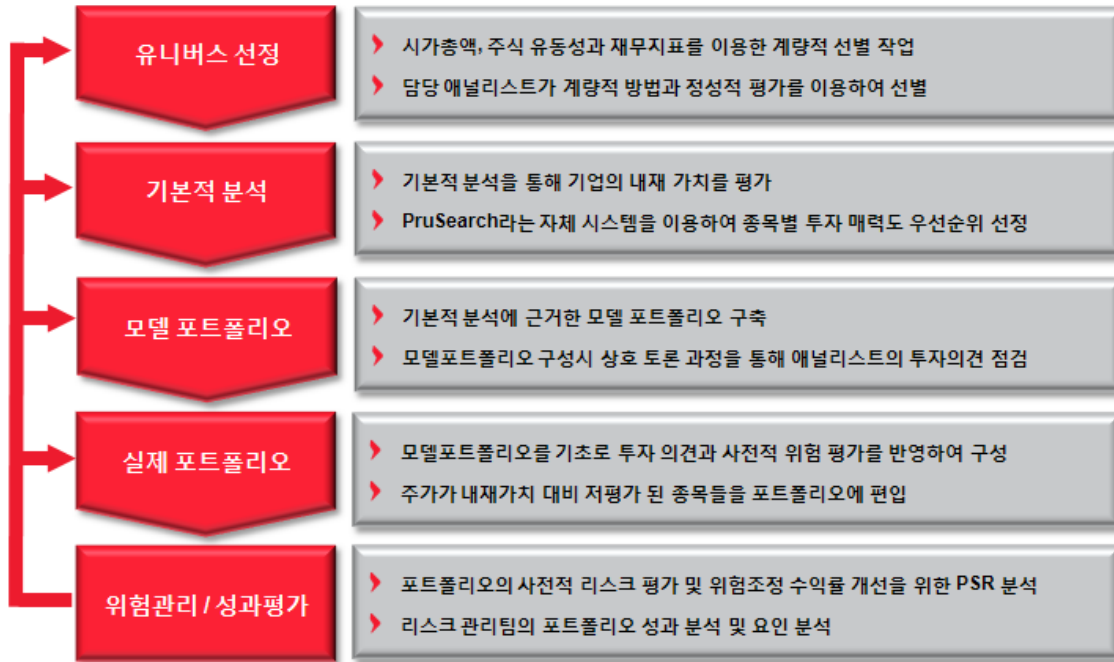 유니버스 선정
시가총액, 주식 유동성과 재무지표를 이용한 계량적 선별 작업
담당 애널리스트가 계량적 방법과 정성적 평가를 이용하여 선별
기본적 분석
기본적 분석을 통해 기업의 내재 가치를 평가
PruSearch라는 자체 시스템을 이용하여 종목별 투자 매력도 우선순위 선정
모델 포트폴리오
기본적 분석에 근거한 모델 포트폴리오 구축
모델포트폴리오 구성시 상호 토론 과정을 통해 애널리스트의 투자의견 점검
실제 포트폴리오
모델포트폴리오를 기초로 투자 의견과 사전적 위험 평가를 반영하여 구성
주가가 내재가치 대비 저평가 된 종목들을 포트폴리오에 편입
위험관리 / 성과평가
포트폴리오의 사전적 리스크 평가 및 위험조정 수익률 개선을 위한 PSR 분석
리스크 관리팀의 포트폴리오 성과 분석 및 요인 분석